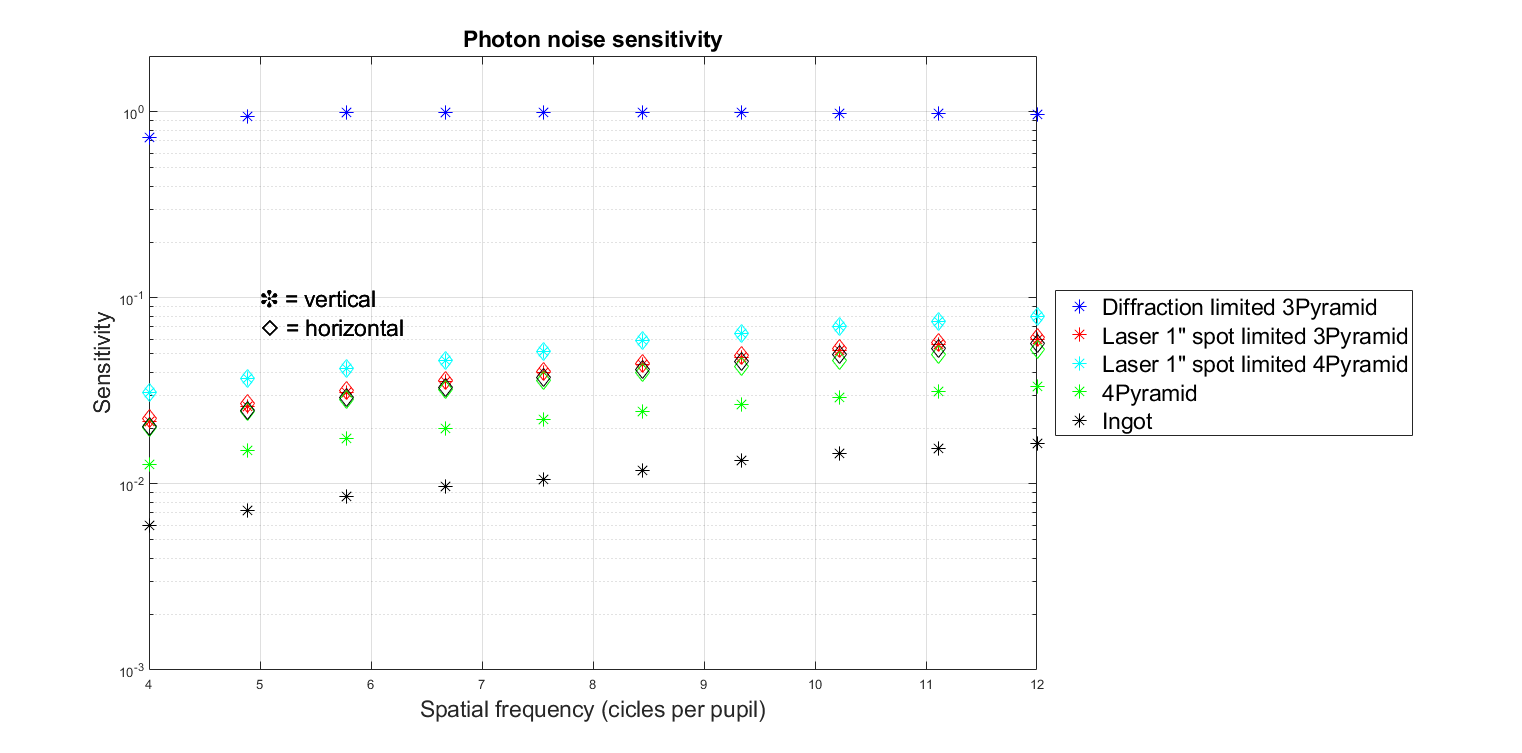 Photon noise sensitivity
10^0
10^-1
10^-2
10^-3
Sensitivity
✻ = vertical
◇ = horizontal
4 5 6 7 8 9 10 11 12
Spatial frequency (cicles per pupil)
Diffraction limited 3Pyramid
Laser 1" spot limited 3Pyramid
Laser 1" spot limited 4Pyramid
4Pyramid
Ingot